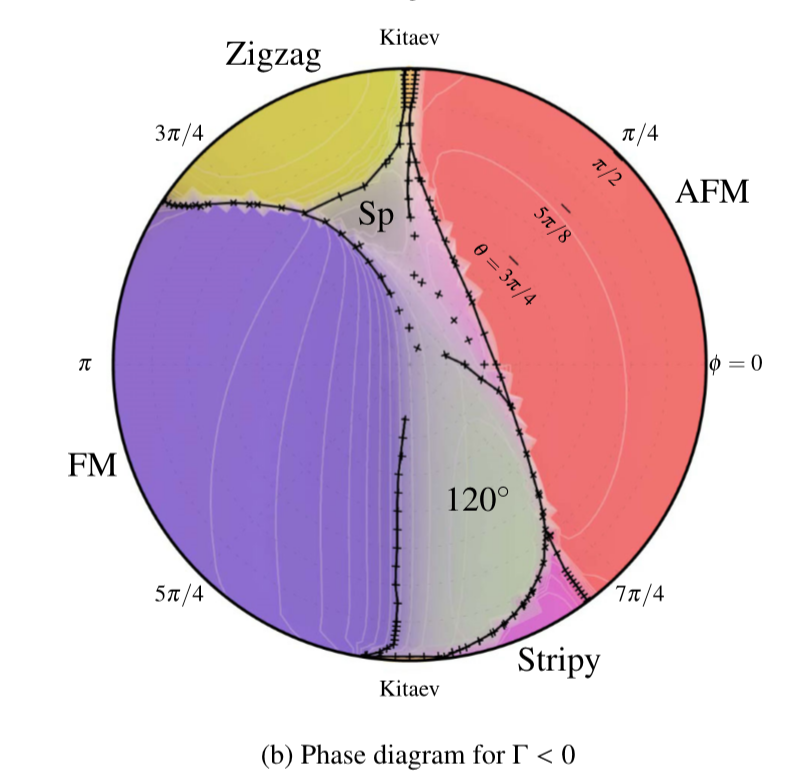 Kitaev
Zigzag
3π/4
π/4
π/2
AFM
5π/8
Sp
θ = 3π/4
π
ϕ = 0
FM
120°
5π/4
7π/4
Stripy
Kitaev
(b) Phase diagram for Γ < 0